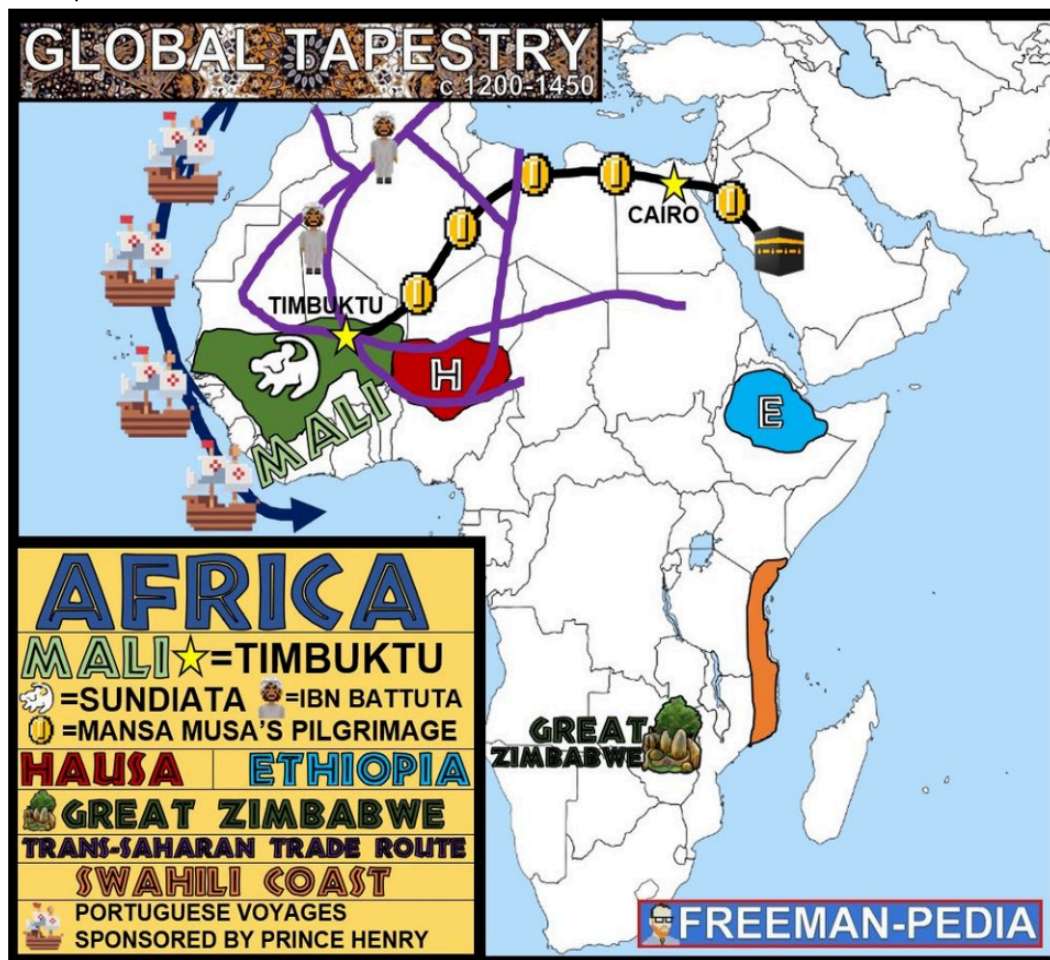 GLOBAL TAPESTRY
c 1200-1450
CAIRO
TIMBUKTU
H
MALI
E
GREAT
ZIMBABWE
AFRICA
MALI=TIMBUKTU
=SUNDIATA =IBN BATTUTA
=MANSA MUSA'S PILGRIMAGE
HAUSA ETHIOPIA
GREAT ZIMBABWE
TRANS-SAHARAN TRADE ROUTE
SWAHILI COAST
PORTUGUESE VOYAGES
SPONSORED BY PRINCE HENRY
FREEMAN-PEDIA